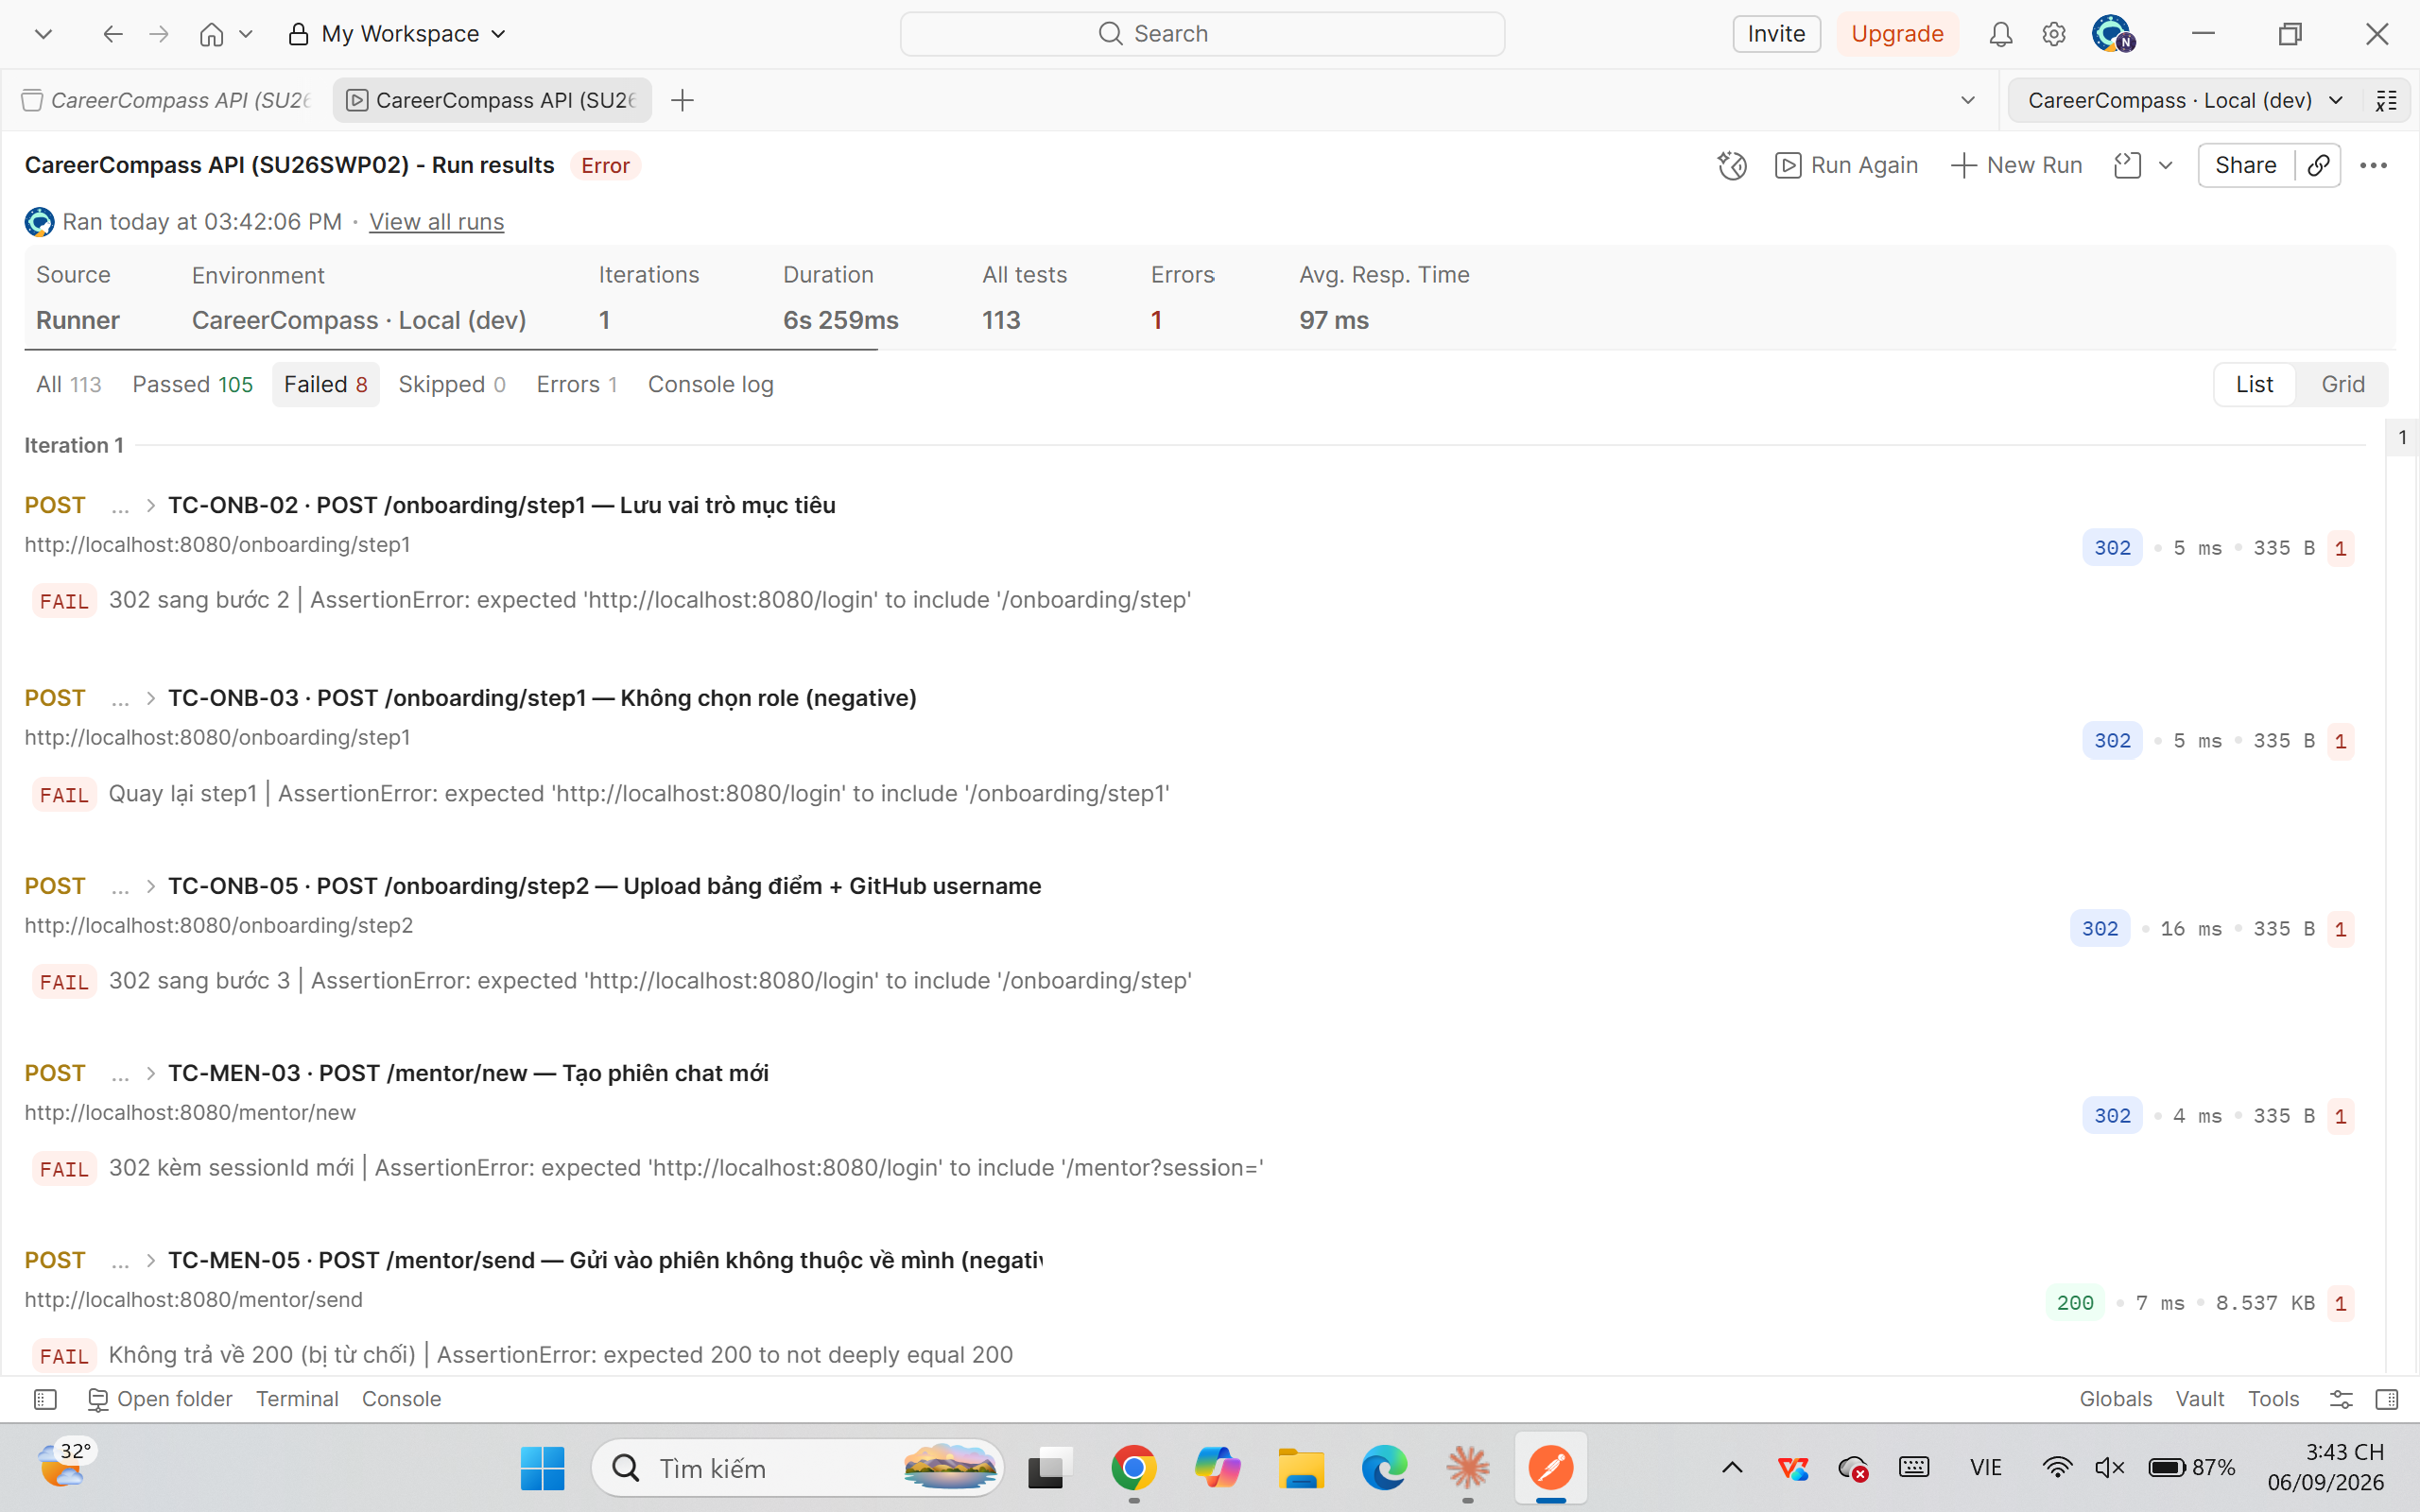 My Workspace
Search
Invite
Upgrade
N
CareerCompass API (SU26
CareerCompass API (SU26
CareerCompass · Local (dev)
CareerCompass API (SU26SWP02) - Run results
Error
Run Again
New Run
Share
Ran today at 03:42:06 PM · View all runs
Source Environment Iterations Duration All tests Errors Avg. Resp. Time
Runner CareerCompass · Local (dev) 1 6s 259ms 113 1 97 ms
All 113 Passed 105 Failed 8 Skipped 0 Errors 1 Console log
List Grid
Iteration 1
1
POST ... > TC-ONB-02 · POST /onboarding/step1 — Lưu vai trò mục tiêu
http://localhost:8080/onboarding/step1
302 • 5 ms • 335 B 1
FAIL 302 sang bước 2 | AssertionError: expected 'http://localhost:8080/login' to include '/onboarding/step'
POST ... > TC-ONB-03 · POST /onboarding/step1 — Không chọn role (negative)
http://localhost:8080/onboarding/step1
302 • 5 ms • 335 B 1
FAIL Quay lại step1 | AssertionError: expected 'http://localhost:8080/login' to include '/onboarding/step1'
POST ... > TC-ONB-05 · POST /onboarding/step2 — Upload bảng điểm + GitHub username
http://localhost:8080/onboarding/step2
302 • 16 ms • 335 B 1
FAIL 302 sang bước 3 | AssertionError: expected 'http://localhost:8080/login' to include '/onboarding/step'
POST ... > TC-MEN-03 · POST /mentor/new — Tạo phiên chat mới
http://localhost:8080/mentor/new
302 • 4 ms • 335 B 1
FAIL 302 kèm sessionId mới | AssertionError: expected 'http://localhost:8080/login' to include '/mentor?session='
POST ... > TC-MEN-05 · POST /mentor/send — Gửi vào phiên không thuộc về mình (negativ
http://localhost:8080/mentor/send
200 • 7 ms • 8.537 KB 1
FAIL Không trả về 200 (bị từ chối) | AssertionError: expected 200 to not deeply equal 200
Open folder Terminal Console
Globals Vault Tools
32°
Tìm kiếm
VIE
87%
3:43 CH
06/09/2026